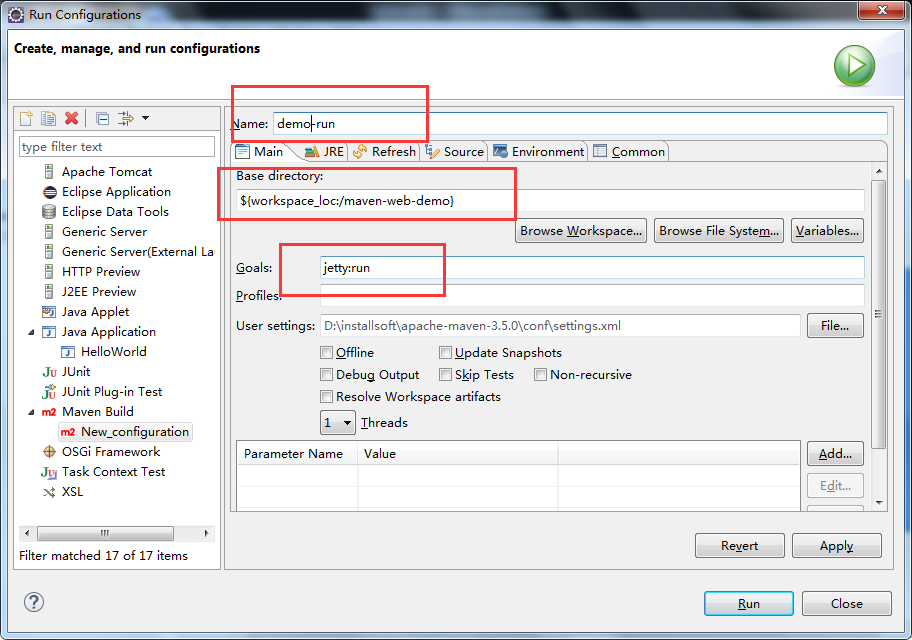 Run Configurations
Create, manage, and run configurations
type filter text
Apache Tomcat
Eclipse Application
Eclipse Data Tools
Generic Server
Generic Server(External La
HTTP Preview
J2EE Preview
Java Applet
Java Application
HelloWorld
JUnit
JUnit Plug-in Test
Maven Build
New_configuration
OSGi Framework
Task Context Test
XSL
Filter matched 17 of 17 items
Name: demo-run
Main JRE Refresh Source Environment Common
Base directory:
${workspace_loc:/maven-web-demo}
Browse Workspace... Browse File System... Variables...
Goals: jetty:run
Profiles:
User settings: D:\installsoft\apache-maven-3.5.0\conf\settings.xml File...
Offline Update Snapshots
Debug Output Skip Tests Non-recursive
Resolve Workspace artifacts
1 Threads
Parameter Name Value Add...
Edit...
Revert Apply
Run Close